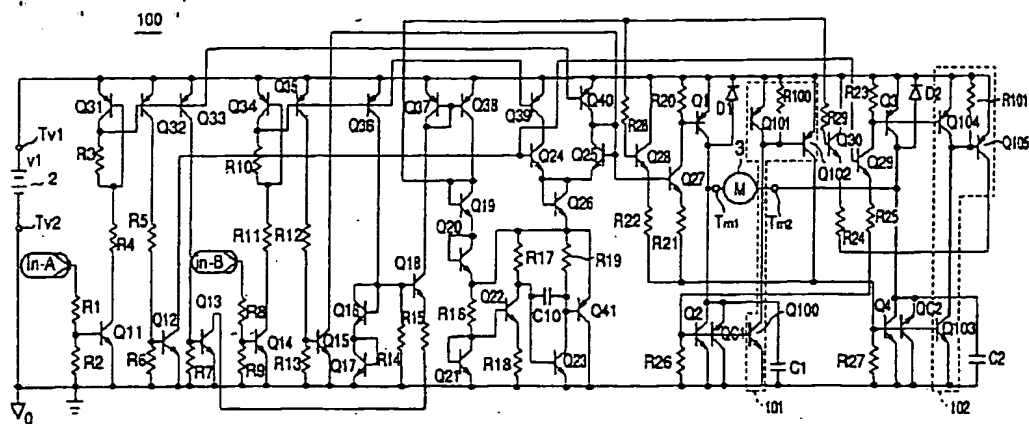 100
Q31
Q32
Q33
Q34
Q35
Q36
Q37
Q38
Q39
Q40
R20
Q1
D1
R100
Q101
R29
R23
Q3
D2
R101
Tv1
v1
2
Tv2
R3
R10
Q24
Q25
R28
Q28
Q27
3
M
Q102
Q30
Q29
Q104
Q105
R4
R5
R11
R12
Q19
Q20
Q26
R22
R21
Tm1
Tm2
R24
R25
in-A
in-B
R1
R8
Q12
Q13
Q18
Q16
R15
R16
Q22
R17
R19
C10
Q41
Q2
QC1
Q100
Q4
QC2
Q103
R2
Q11
R6
R7
R9
Q14
R13
Q15
Q17
R14
Q21
R18
Q23
R26
C1
R27
C2
0
101
102